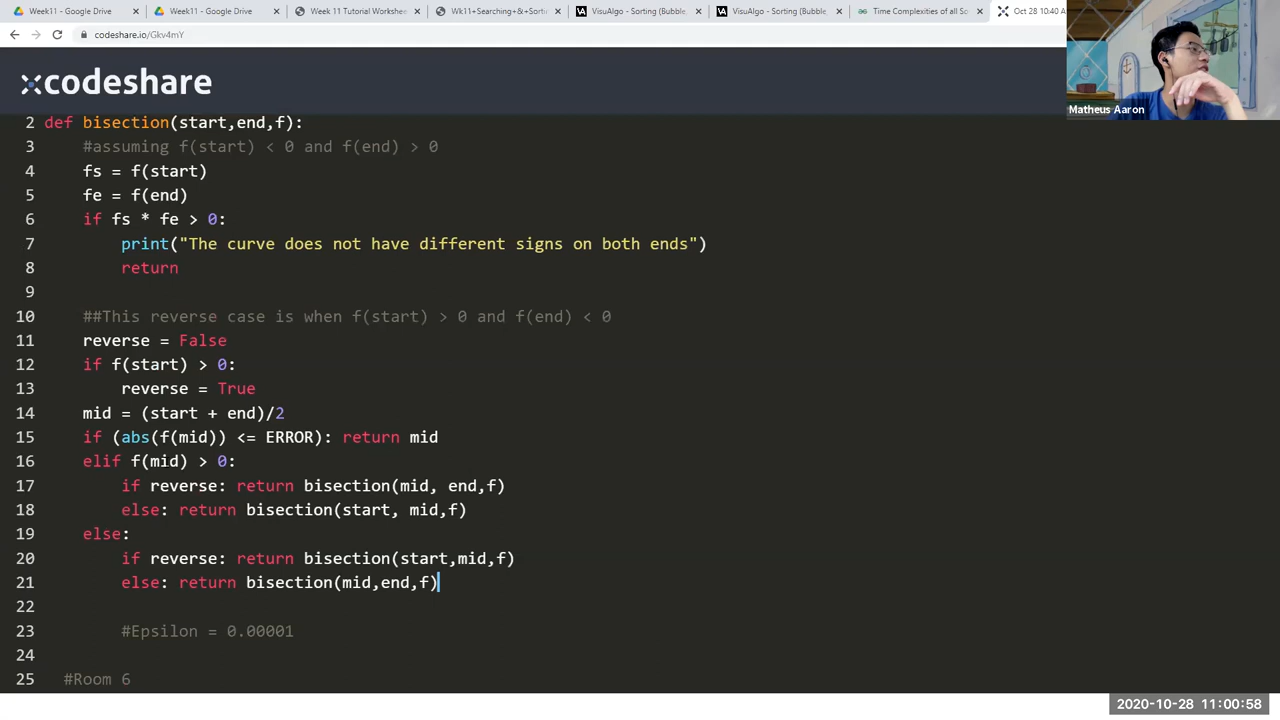 Week11 - Google Drive
Week11 - Google Drive
Week 11 Tutorial Workshee
Wk11+Searching+&+Sortin
VisuAlgo - Sorting (Bubble,
VisuAlgo - Sorting (Bubble,
Time Complexities of all So
Oct 28 10:40 A
codeshare.io/Gkv4mY
codeshare
Matheus Aaron
2 def bisection(start,end,f):
3 #assuming f(start) < 0 and f(end) > 0
4 fs = f(start)
5 fe = f(end)
6 if fs * fe > 0:
7 print("The curve does not have different signs on both ends")
8 return
9
10 ##This reverse case is when f(start) > 0 and f(end) < 0
11 reverse = False
12 if f(start) > 0:
13 reverse = True
14 mid = (start + end)/2
15 if (abs(f(mid)) <= ERROR): return mid
16 elif f(mid) > 0:
17 if reverse: return bisection(mid, end,f)
18 else: return bisection(start, mid,f)
19 else:
20 if reverse: return bisection(start,mid,f)
21 else: return bisection(mid,end,f)
22
23 #Epsilon = 0.00001
24
25 #Room 6
2020-10-28 11:00:58